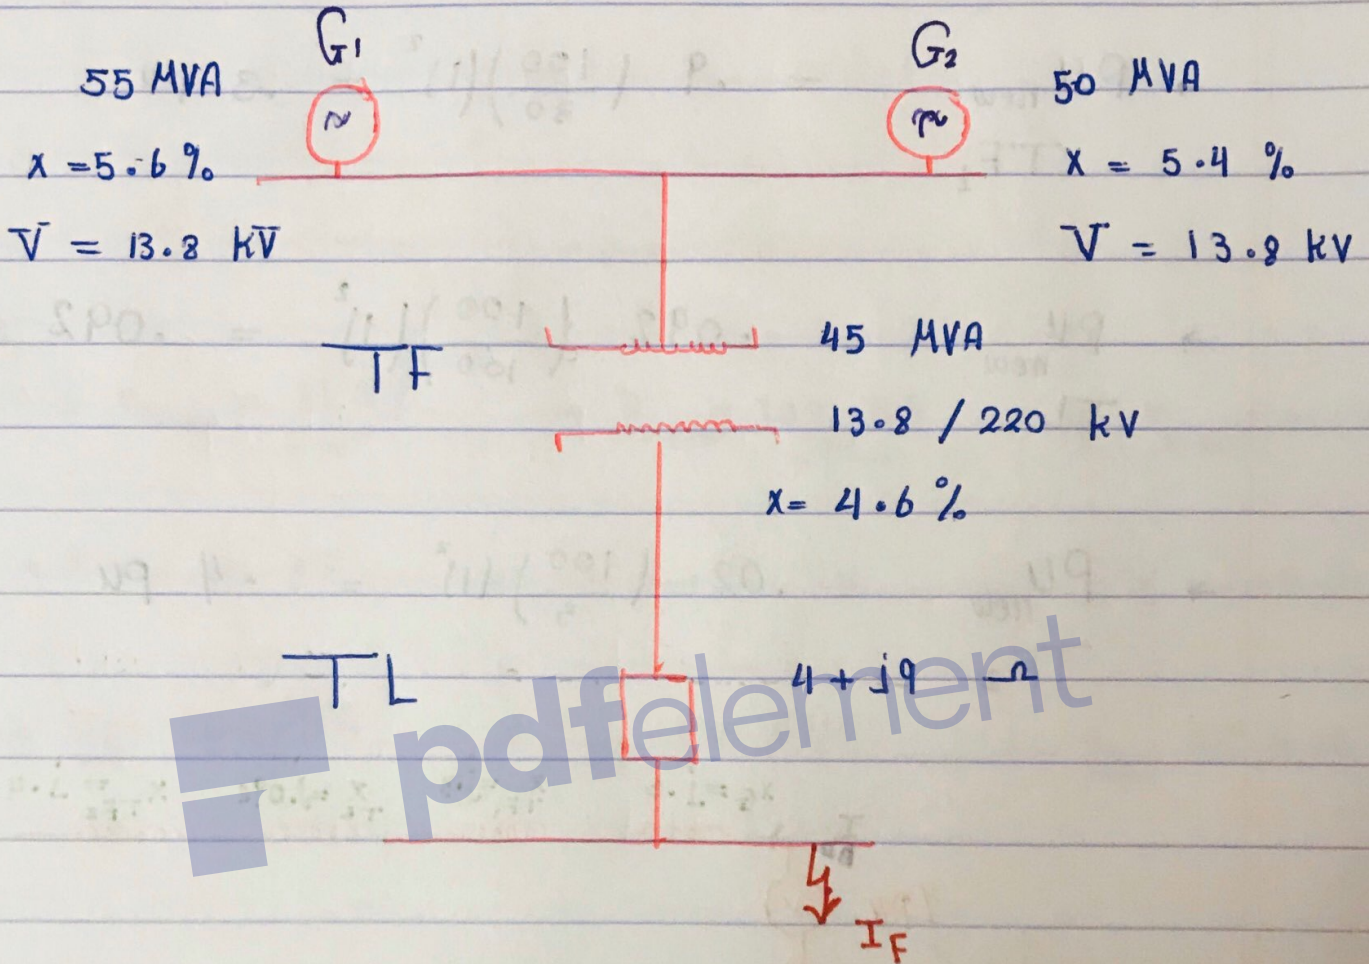 G1
G2
55 MVA
50 MVA
x = 5.6 %
x = 5.4 %
V = 13.8 kV
V = 13.8 kV
TF
45 MVA
13.8 / 220 kV
x = 4.6 %
TL
4 + j9 Ω
pdfelement
IF